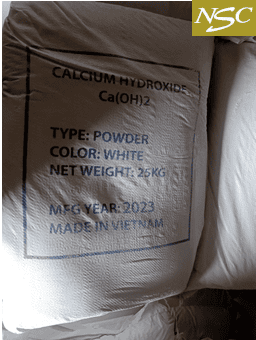 NSC
CALCIUM HYDROXIDE
Ca(OH)2
TYPE: POWDER
COLOR: WHITE
NET WEIGHT: 25KG
MFG YEAR: 2023
MADE IN VIETNAM